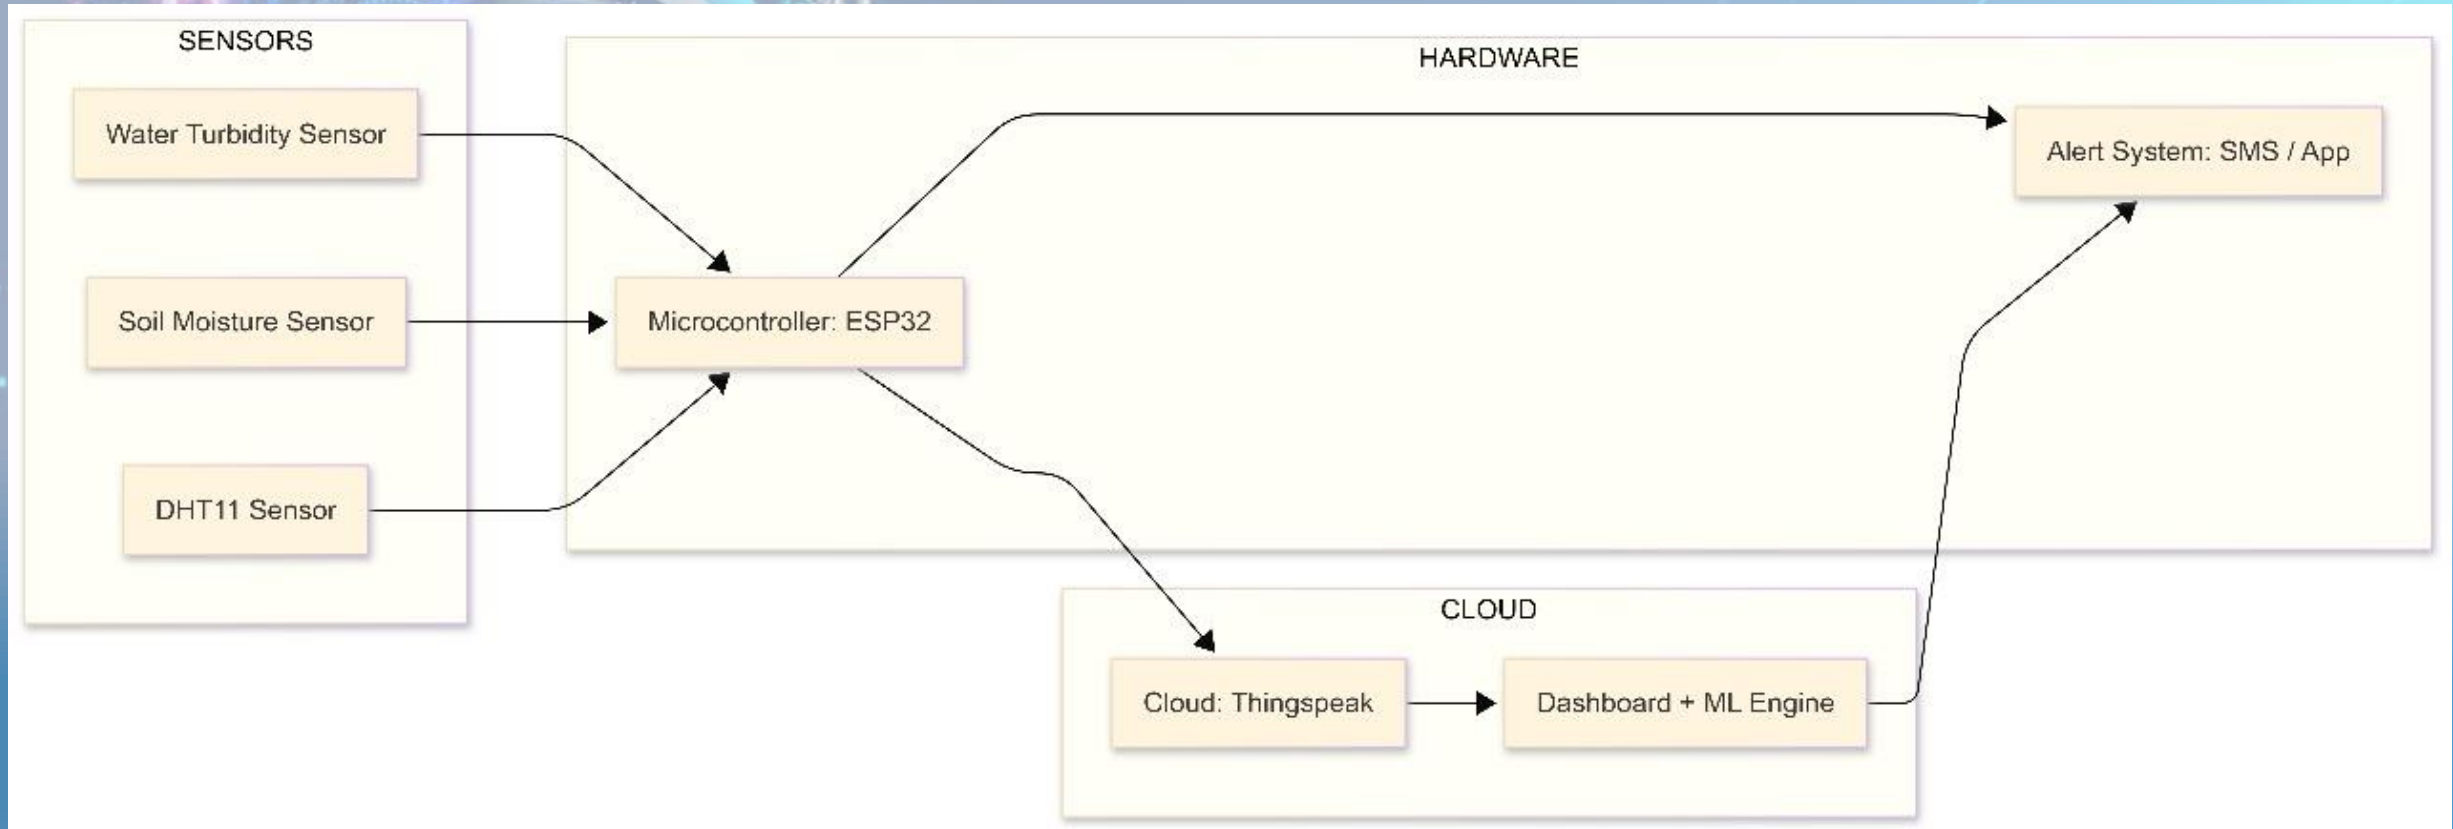 SENSORS
Water Turbidity Sensor
Soil Moisture Sensor
DHT11 Sensor
HARDWARE
Microcontroller: ESP32
Alert System: SMS / App
CLOUD
Cloud: Thingspeak
Dashboard + ML Engine